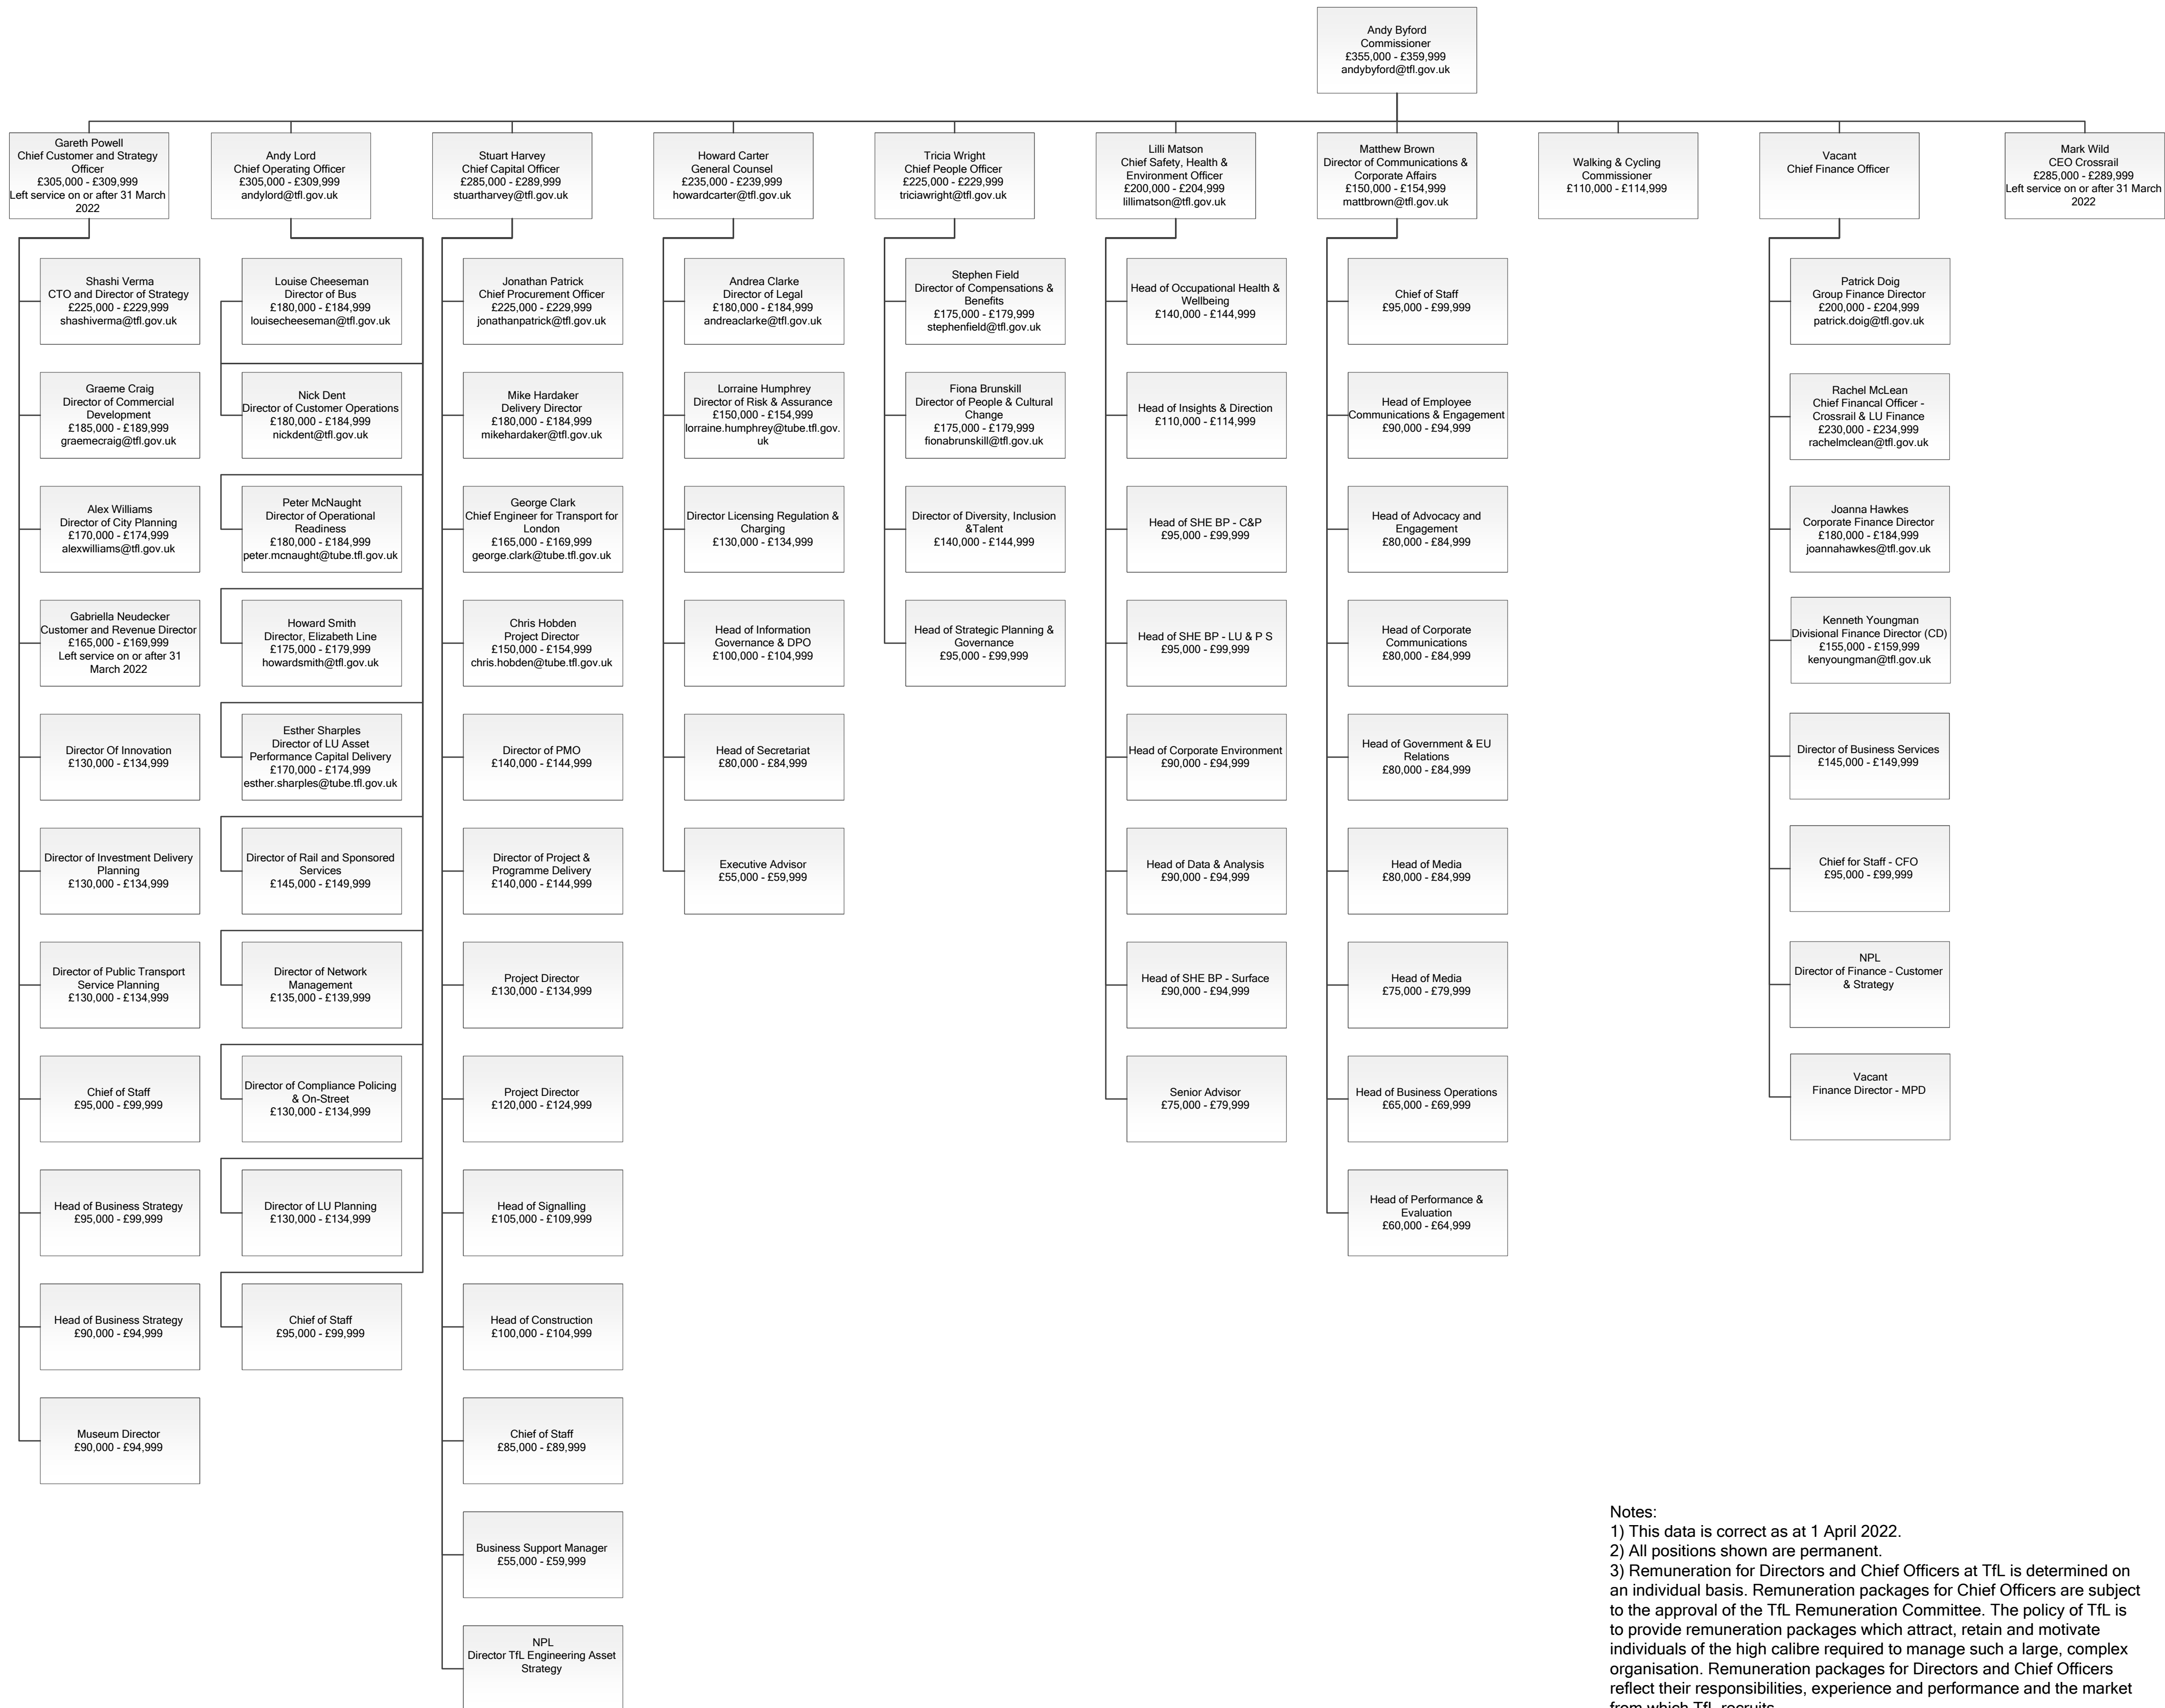 Andy Byford
Commissioner
£355,000 - £359,999
andybyford@tfl.gov.uk
Gareth Powell
Chief Customer and Strategy
Officer
£305,000 - £309,999
Left service on or after 31 March
2022
Andy Lord
Chief Operating Officer
£305,000 - £309,999
andylord@tfl.gov.uk
Stuart Harvey
Chief Capital Officer
£285,000 - £289,999
stuartharvey@tfl.gov.uk
Howard Carter
General Counsel
£235,000 - £239,999
howardcarter@tfl.gov.uk
Tricia Wright
Chief People Officer
£225,000 - £229,999
triciawright@tfl.gov.uk
Lilli Matson
Chief Safety, Health &
Environment Officer
£200,000 - £204,999
lillimatson@tfl.gov.uk
Matthew Brown
Director of Communications &
Corporate Affairs
£150,000 - £154,999
mattbrown@tfl.gov.uk
Walking & Cycling
Commissioner
£110,000 - £114,999
Vacant
Chief Finance Officer
Mark Wild
CEO Crossrail
£285,000 - £289,999
Left service on or after 31 March
2022
Shashi Verma
CTO and Director of Strategy
£225,000 - £229,999
shashiverma@tfl.gov.uk
Graeme Craig
Director of Commercial
Development
£185,000 - £189,999
graemecraig@tfl.gov.uk
Alex Williams
Director of City Planning
£170,000 - £174,999
alexwilliams@tfl.gov.uk
Gabriella Neudecker
Customer and Revenue Director
£165,000 - £169,999
Left service on or after 31
March 2022
Director Of Innovation
£130,000 - £134,999
Director of Investment Delivery
Planning
£130,000 - £134,999
Director of Public Transport
Service Planning
£130,000 - £134,999
Chief of Staff
£95,000 - £99,999
Head of Business Strategy
£95,000 - £99,999
Head of Business Strategy
£90,000 - £94,999
Museum Director
£90,000 - £94,999
Louise Cheeseman
Director of Bus
£180,000 - £184,999
louisecheeseman@tfl.gov.uk
Nick Dent
Director of Customer Operations
£180,000 - £184,999
nickdent@tfl.gov.uk
Peter McNaught
Director of Operational
Readiness
£180,000 - £184,999
peter.mcnaught@tube.tfl.gov.uk
Howard Smith
Director, Elizabeth Line
£175,000 - £179,999
howardsmith@tfl.gov.uk
Esther Sharples
Director of LU Asset
Performance Capital Delivery
£170,000 - £174,999
esther.sharples@tube.tfl.gov.uk
Director of Rail and Sponsored
Services
£145,000 - £149,999
Director of Network
Management
£135,000 - £139,999
Director of Compliance Policing
& On-Street
£130,000 - £134,999
Director of LU Planning
£130,000 - £134,999
Chief of Staff
£95,000 - £99,999
Jonathan Patrick
Chief Procurement Officer
£225,000 - £229,999
jonathanpatrick@tfl.gov.uk
Mike Hardaker
Delivery Director
£180,000 - £184,999
mikehardaker@tfl.gov.uk
George Clark
Chief Engineer for Transport for
London
£165,000 - £169,999
george.clark@tube.tfl.gov.uk
Chris Hobden
Project Director
£150,000 - £154,999
chris.hobden@tube.tfl.gov.uk
Director of PMO
£140,000 - £144,999
Director of Project &
Programme Delivery
£140,000 - £144,999
Project Director
£130,000 - £134,999
Project Director
£120,000 - £124,999
Head of Signalling
£105,000 - £109,999
Head of Construction
£100,000 - £104,999
Chief of Staff
£85,000 - £89,999
Business Support Manager
£55,000 - £59,999
NPL
Director TfL Engineering Asset
Strategy
Andrea Clarke
Director of Legal
£180,000 - £184,999
andreaclarke@tfl.gov.uk
Lorraine Humphrey
Director of Risk & Assurance
£150,000 - £154,999
lorraine.humphrey@tube.tfl.gov.
uk
Director Licensing Regulation &
Charging
£130,000 - £134,999
Head of Information
Governance & DPO
£100,000 - £104,999
Head of Secretariat
£80,000 - £84,999
Executive Advisor
£55,000 - £59,999
Stephen Field
Director of Compensations &
Benefits
£175,000 - £179,999
stephenfield@tfl.gov.uk
Fiona Brunskill
Director of People & Cultural
Change
£175,000 - £179,999
fionabrunskill@tfl.gov.uk
Director of Diversity, Inclusion
&Talent
£140,000 - £144,999
Head of Strategic Planning &
Governance
£95,000 - £99,999
Head of Occupational Health &
Wellbeing
£140,000 - £144,999
Head of Insights & Direction
£110,000 - £114,999
Head of SHE BP - C&P
£95,000 - £99,999
Head of SHE BP - LU & P S
£95,000 - £99,999
Head of Corporate Environment
£90,000 - £94,999
Head of Data & Analysis
£90,000 - £94,999
Head of SHE BP - Surface
£90,000 - £94,999
Senior Advisor
£75,000 - £79,999
Chief of Staff
£95,000 - £99,999
Head of Employee
Communications & Engagement
£90,000 - £94,999
Head of Advocacy and
Engagement
£80,000 - £84,999
Head of Corporate
Communications
£80,000 - £84,999
Head of Government & EU
Relations
£80,000 - £84,999
Head of Media
£80,000 - £84,999
Head of Media
£75,000 - £79,999
Head of Business Operations
£65,000 - £69,999
Head of Performance &
Evaluation
£60,000 - £64,999
Patrick Doig
Group Finance Director
£200,000 - £204,999
patrick.doig@tfl.gov.uk
Rachel McLean
Chief Financal Officer -
Crossrail & LU Finance
£230,000 - £234,999
rachelmclean@tfl.gov.uk
Joanna Hawkes
Corporate Finance Director
£180,000 - £184,999
joannahawkes@tfl.gov.uk
Kenneth Youngman
Divisional Finance Director (CD)
£155,000 - £159,999
kenyoungman@tfl.gov.uk
Director of Business Services
£145,000 - £149,999
Chief for Staff - CFO
£95,000 - £99,999
NPL
Director of Finance - Customer
& Strategy
Vacant
Finance Director - MPD
Notes:
1) This data is correct as at 1 April 2022.
2) All positions shown are permanent.
3) Remuneration for Directors and Chief Officers at TfL is determined on
an individual basis. Remuneration packages for Chief Officers are subject
to the approval of the TfL Remuneration Committee. The policy of TfL is
to provide remuneration packages which attract, retain and motivate
individuals of the high calibre required to manage such a large, complex
organisation. Remuneration packages for Directors and Chief Officers
reflect their responsibilities, experience and performance and the market
from which TfL recruits